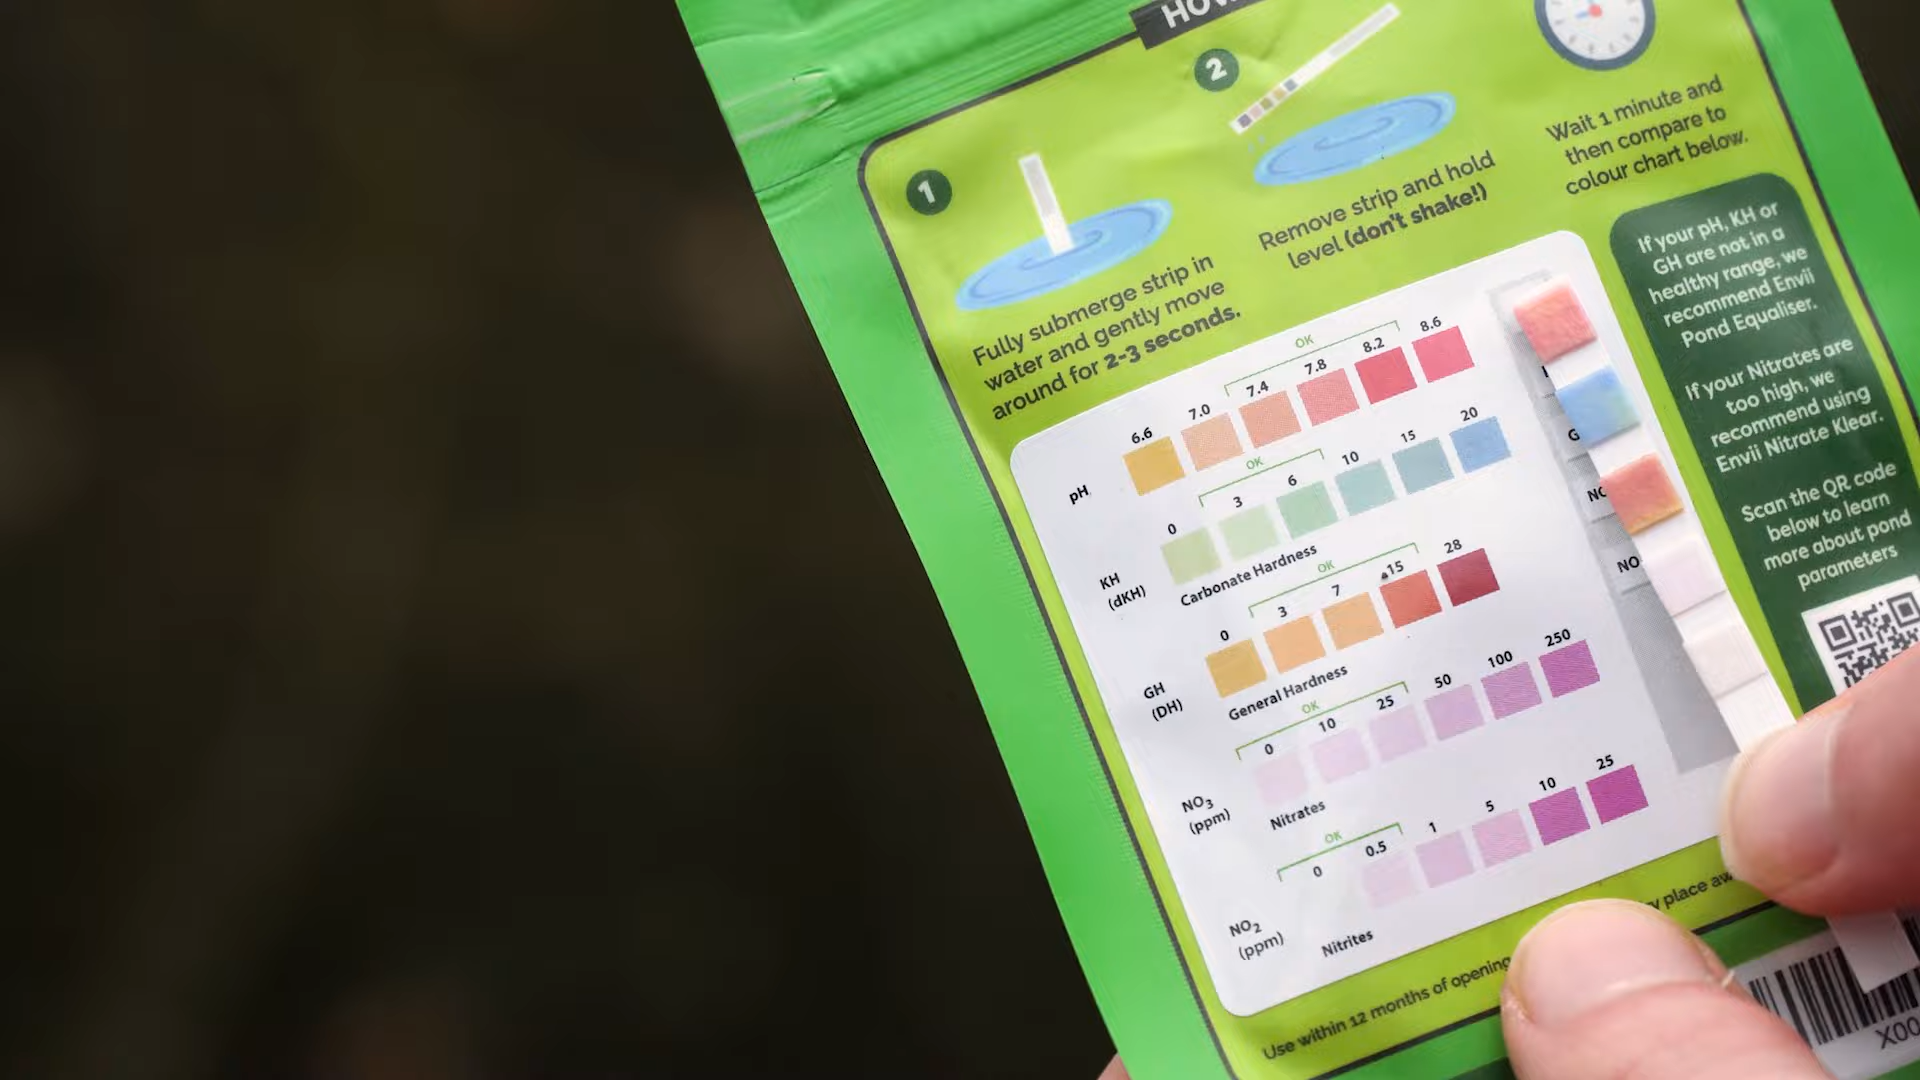 HOW
1
Fully submerge strip in
water and gently move
around for 2-3 seconds.
2
Remove strip and hold
level (don't shake!)
Wait 1 minute and
then compare to
colour chart below.
OK
6.6 7.0 7.4 7.8 8.2 8.6
pH
OK
0 3 6 10 15 20
KH
(dKH)
Carbonate Hardness
OK
0 3 7 15 28
GH
(DH)
General Hardness
OK
0 10 25 50 100 250
NO3
(ppm)
Nitrates
OK
0 0.5 1 5 10 25
NO2
(ppm)
Nitrites
G
NO
NO
If your pH, KH or
GH are not in a
healthy range, we
recommend Envii
Pond Equaliser.
If your Nitrates are
too high, we
recommend using
Envii Nitrate Klear.
Scan the QR code
below to learn
more about pond
parameters
Use within 12 months of opening
place aw
X00